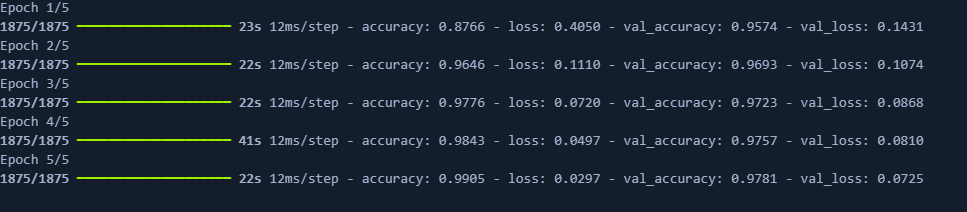 Epoch 1/5
1875/1875 ━━━━━━━━━━━━━━━━━━━━ 23s 12ms/step - accuracy: 0.8766 - loss: 0.4050 - val_accuracy: 0.9574 - val_loss: 0.1431
Epoch 2/5
1875/1875 ━━━━━━━━━━━━━━━━━━━━ 22s 12ms/step - accuracy: 0.9646 - loss: 0.1110 - val_accuracy: 0.9693 - val_loss: 0.1074
Epoch 3/5
1875/1875 ━━━━━━━━━━━━━━━━━━━━ 22s 12ms/step - accuracy: 0.9776 - loss: 0.0720 - val_accuracy: 0.9723 - val_loss: 0.0868
Epoch 4/5
1875/1875 ━━━━━━━━━━━━━━━━━━━━ 41s 12ms/step - accuracy: 0.9843 - loss: 0.0497 - val_accuracy: 0.9757 - val_loss: 0.0810
Epoch 5/5
1875/1875 ━━━━━━━━━━━━━━━━━━━━ 22s 12ms/step - accuracy: 0.9905 - loss: 0.0297 - val_accuracy: 0.9781 - val_loss: 0.0725